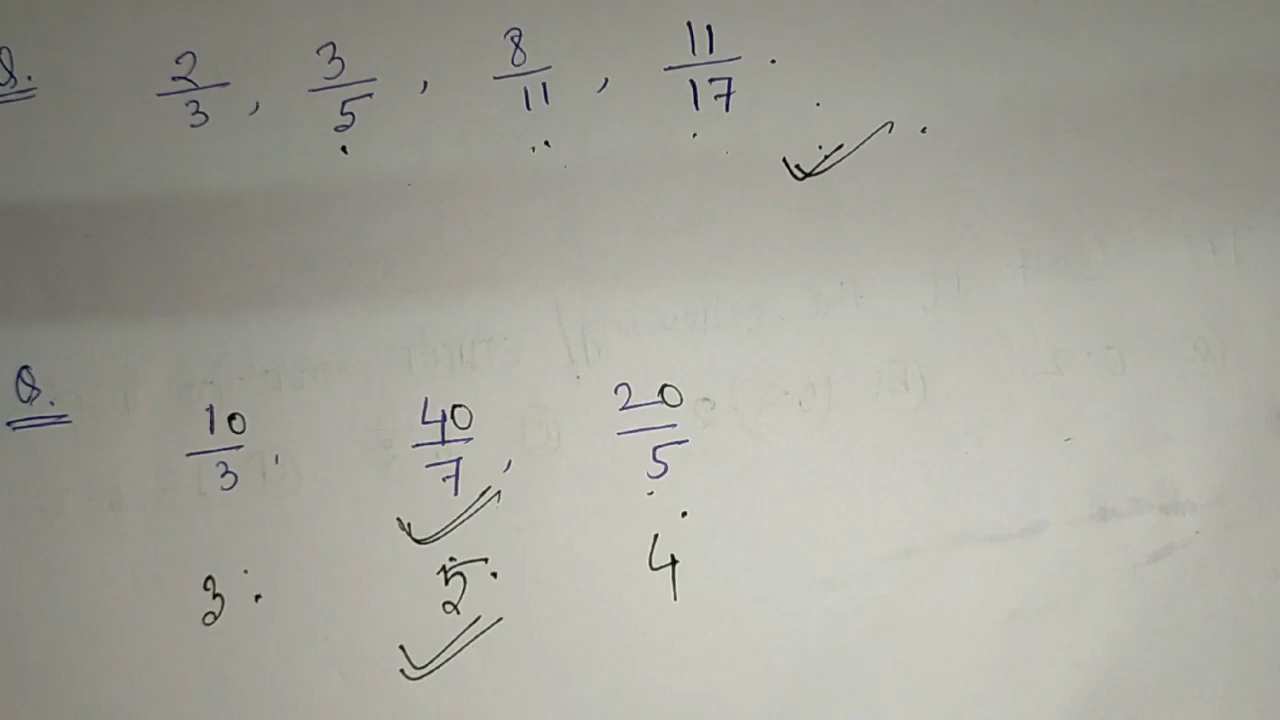 Q. 2/3, 3/5, 8/11, 11/17.
Q. 10/3, 40/7, 20/5
3 5 4